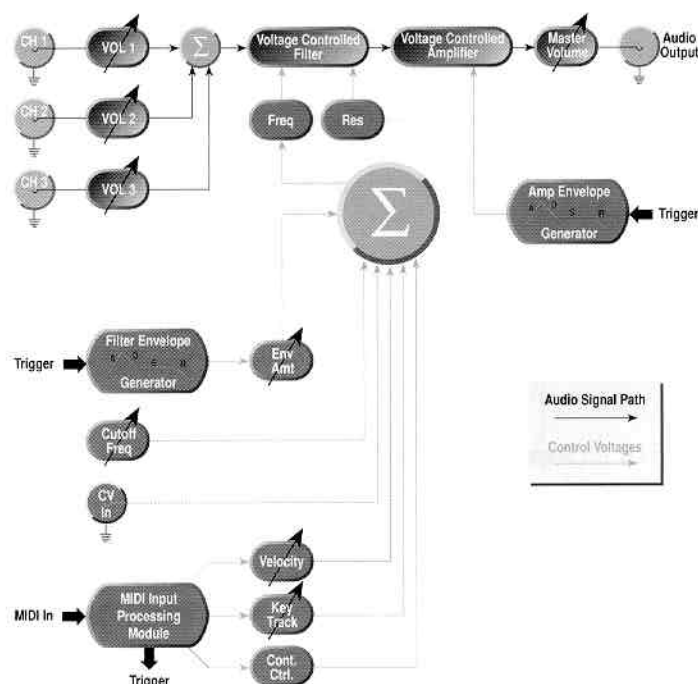 CH 1
VOL 1
Σ
Voltage Controlled
Filter
Voltage Controlled
Amplifier
Master
Volume
Audio
Output
CH 2
VOL 2
Freq
Res
CH 3
VOL 3
Σ
Amp Envelope
A D S R
Generator
Trigger
Trigger
Filter Envelope
A D S R
Generator
Env
Amt
Cutoff
Freq
CV
In
Audio Signal Path
Control Voltages
MIDI In
MIDI Input
Processing
Module
Trigger
Velocity
Key
Track
Cont.
Ctrl.